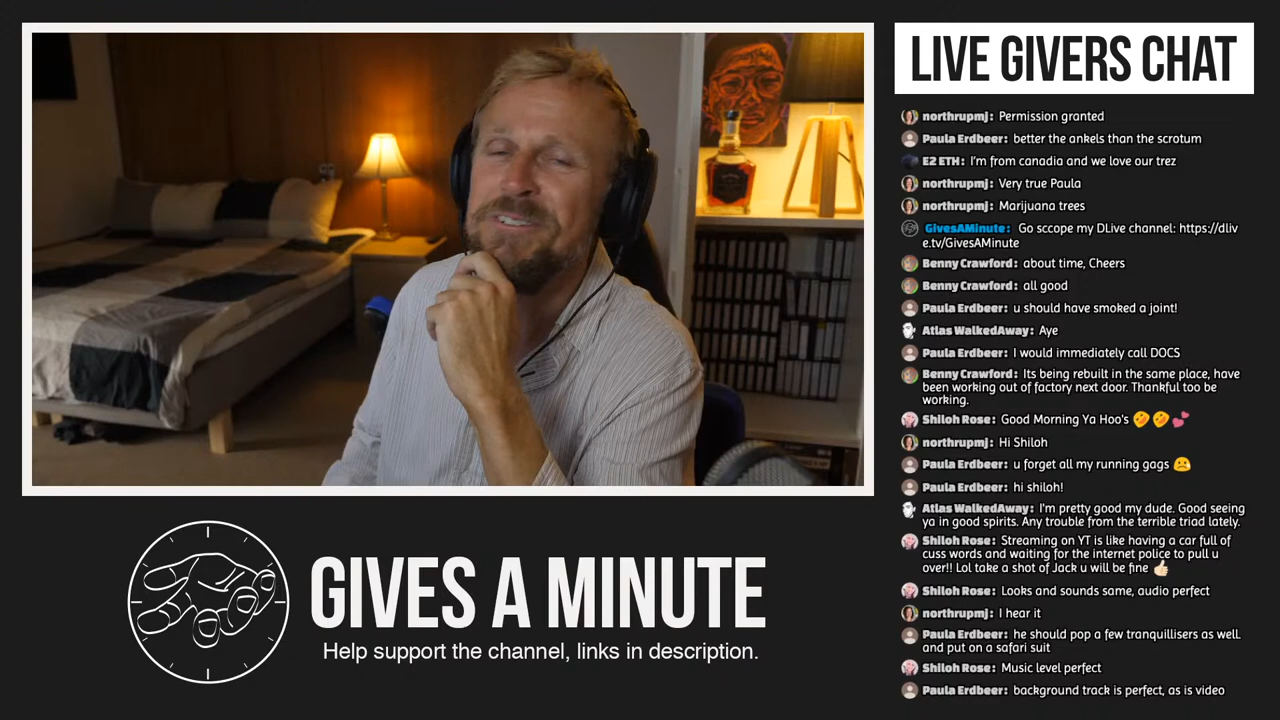 LIVE GIVERS CHAT
northrupmj: Permission granted
Paula Erdbeer: better the ankels than the scrotum
E2 ETH: I'm from canada and we love our trez
northrupmj: Very true Paula
northrupmj: Marijuana trees
GivesAMinute: Go sccope my DLive channel: https://dliv
e.tv/GivesAMinute
Benny Crawford: about time, Cheers
Benny Crawford: all good
Paula Erdbeer: u should have smoked a joint!
Atlas WalkedAway: Aye
Paula Erdbeer: I would immediately call DOCS
Benny Crawford: Its being rebuilt in the same place, have
been working out of factory next door. Thankful too be
working.
Shiloh Rose: Good Morning Ya Hoo's 🤗🤗💕
northrupmj: Hi Shiloh
Paula Erdbeer: u forget all my running gags ☹️
Paula Erdbeer: hi shiloh!
Atlas WalkedAway: I'm pretty good my dude. Good seeing
ya in good spirits. Any trouble from the terrible triad lately.
Shiloh Rose: Streaming on YT is like having a car full of
cuss words and waiting for the internet police to pull u
over!! Lol take a shot of Jack u will be fine 👍🏻
Shiloh Rose: Looks and sounds same, audio perfect
northrupmj: I hear it
Paula Erdbeer: he should pop a few tranquillisers as well.
and put on a safari suit
Shiloh Rose: Music level perfect
Paula Erdbeer: background track is perfect, as is video
GIVES A MINUTE
Help support the channel, links in description.